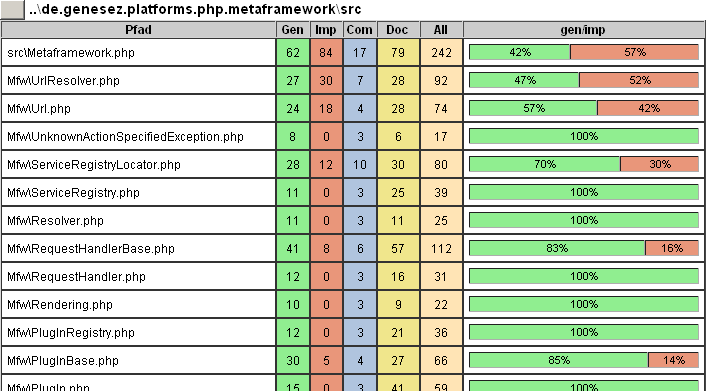 ..\de.genesez.platforms.php.metaframework\src
Pfad Gen Imp Com Doc All gen/imp
src\Metaframework.php 62 84 17 79 242 42% 57%
Mfw\UrlResolver.php 27 30 7 28 92 47% 52%
Mfw\Url.php 24 18 4 28 74 57% 42%
Mfw\UnknownActionSpecifiedException.php 8 0 3 6 17 100%
Mfw\ServiceRegistryLocator.php 28 12 10 30 80 70% 30%
Mfw\ServiceRegistry.php 11 0 3 25 39 100%
Mfw\Resolver.php 11 0 3 11 25 100%
Mfw\RequestHandlerBase.php 41 8 6 57 112 83% 16%
Mfw\RequestHandler.php 12 0 3 16 31 100%
Mfw\Rendering.php 10 0 3 9 22 100%
Mfw\PlugInRegistry.php 12 0 3 21 36 100%
Mfw\PlugInBase.php 30 5 4 27 66 85% 14%
Mfw\PlugIn.php 15 0 3 41 59 100%